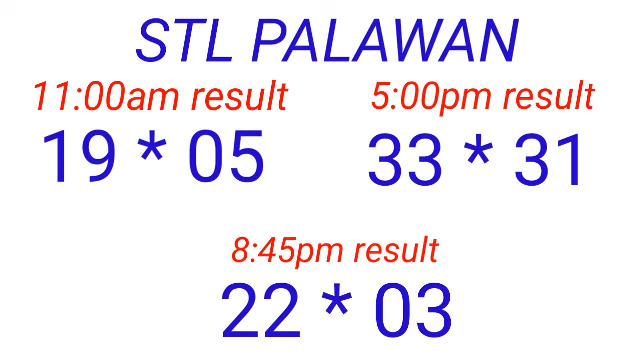 STL PALAWAN
11:00am result
19 * 05
5:00pm result
33 * 31
8:45pm result
22 * 03